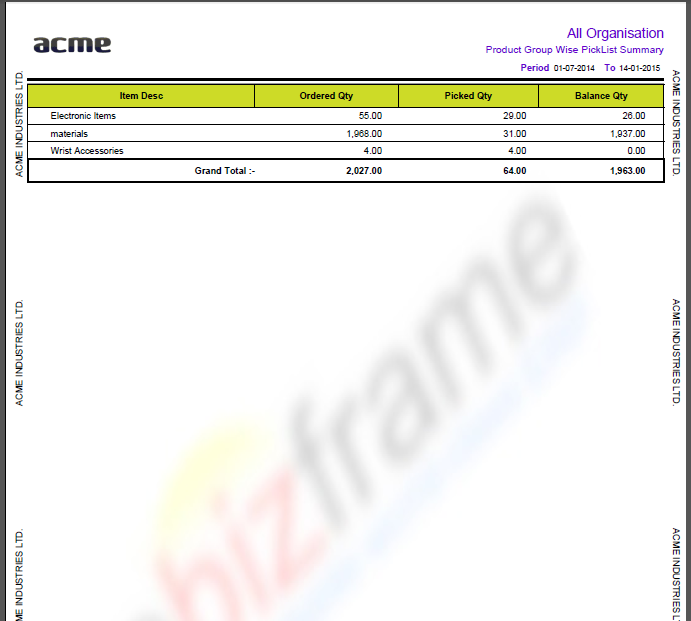 acme
All Organisation
Product Group Wise PickList Summary
Period 01-07-2014 To 14-01-2015
Item Desc Ordered Qty Picked Qty Balance Qty
Electronic Items 55.00 29.00 26.00
materials 1,968.00 31.00 1,937.00
Wrist Accessories 4.00 4.00 0.00
Grand Total :- 2,027.00 64.00 1,963.00
ACME INDUSTRIES LTD.
ACME INDUSTRIES LTD.
ACME INDUSTRIES LTD.
ACME INDUSTRIES LTD.
ME INDUSTRIES LTD.
ACME INDUSTRIES L
bizframe